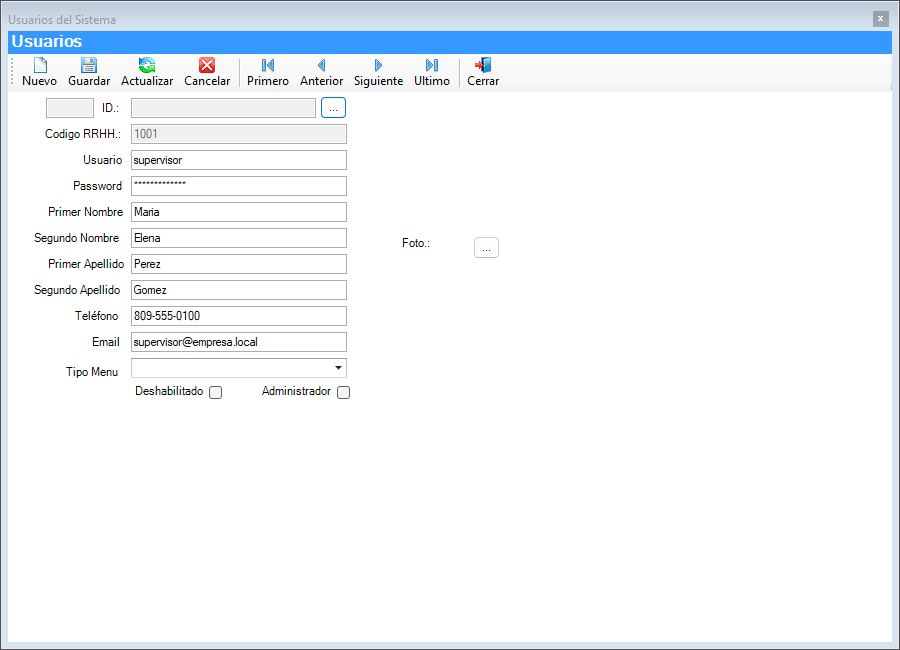 Usuarios del Sistema
x
Usuarios
Nuevo Guardar Actualizar Cancelar Primero Anterior Siguiente Ultimo Cerrar
ID.: ...
Codigo RRHH.: 1001
Usuario supervisor
Password *************
Primer Nombre Maria
Segundo Nombre Elena
Foto.: ...
Primer Apellido Perez
Segundo Apellido Gomez
Teléfono 809-555-0100
Email supervisor@empresa.local
Tipo Menu
Deshabilitado Administrador